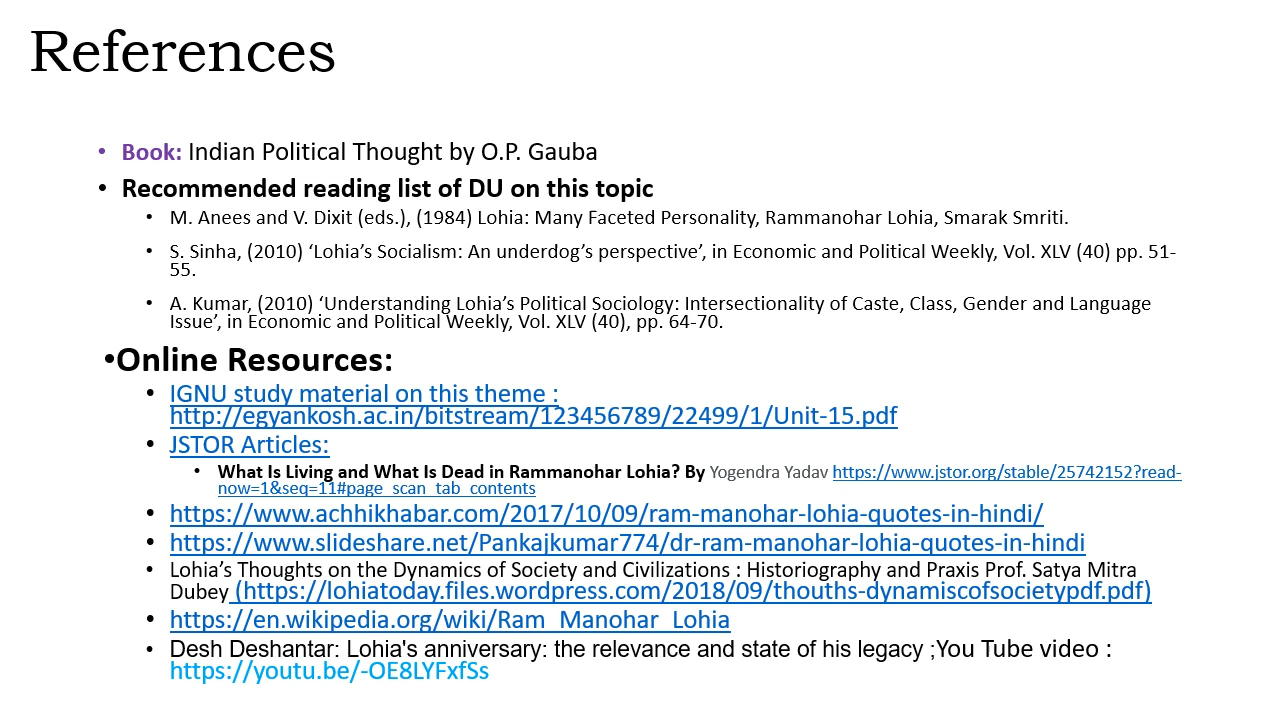 References
• Book: Indian Political Thought by O.P. Gauba
• Recommended reading list of DU on this topic
• M. Anees and V. Dixit (eds.), (1984) Lohia: Many Faceted Personality, Rammanohar Lohia, Smarak Smriti.
• S. Sinha, (2010) ‘Lohia’s Socialism: An underdog’s perspective’, in Economic and Political Weekly, Vol. XLV (40) pp. 51-
55.
• A. Kumar, (2010) ‘Understanding Lohia’s Political Sociology: Intersectionality of Caste, Class, Gender and Language
Issue’, in Economic and Political Weekly, Vol. XLV (40), pp. 64-70.
•Online Resources:
• IGNU study material on this theme :
http://egyankosh.ac.in/bitstream/123456789/22499/1/Unit-15.pdf
• JSTOR Articles:
• What Is Living and What Is Dead in Rammanohar Lohia? By Yogendra Yadav https://www.jstor.org/stable/25742152?read-
now=1&seq=11#page_scan_tab_contents
• https://www.achhikhabar.com/2017/10/09/ram-manohar-lohia-quotes-in-hindi/
• https://www.slideshare.net/Pankajkumar774/dr-ram-manohar-lohia-quotes-in-hindi
• Lohia’s Thoughts on the Dynamics of Society and Civilizations : Historiography and Praxis Prof. Satya Mitra
Dubey (https://lohiatoday.files.wordpress.com/2018/09/thouths-dynamiscofsocietypdf.pdf)
• https://en.wikipedia.org/wiki/Ram_Manohar_Lohia
• Desh Deshantar: Lohia's anniversary: the relevance and state of his legacy ;You Tube video :
https://youtu.be/-OE8LYFxfSs